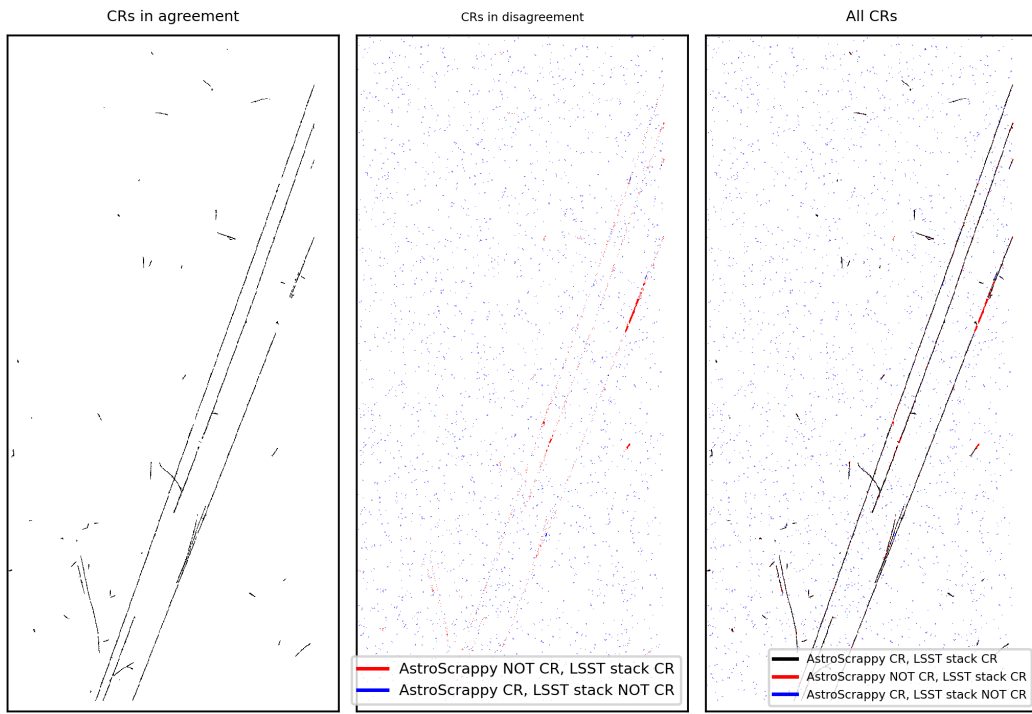 CRs in agreement
CRs in disagreement
All CRs
AstroScrappy NOT CR, LSST stack CR
AstroScrappy CR, LSST stack NOT CR
AstroScrappy CR, LSST stack CR
AstroScrappy NOT CR, LSST stack CR
AstroScrappy CR, LSST stack NOT CR